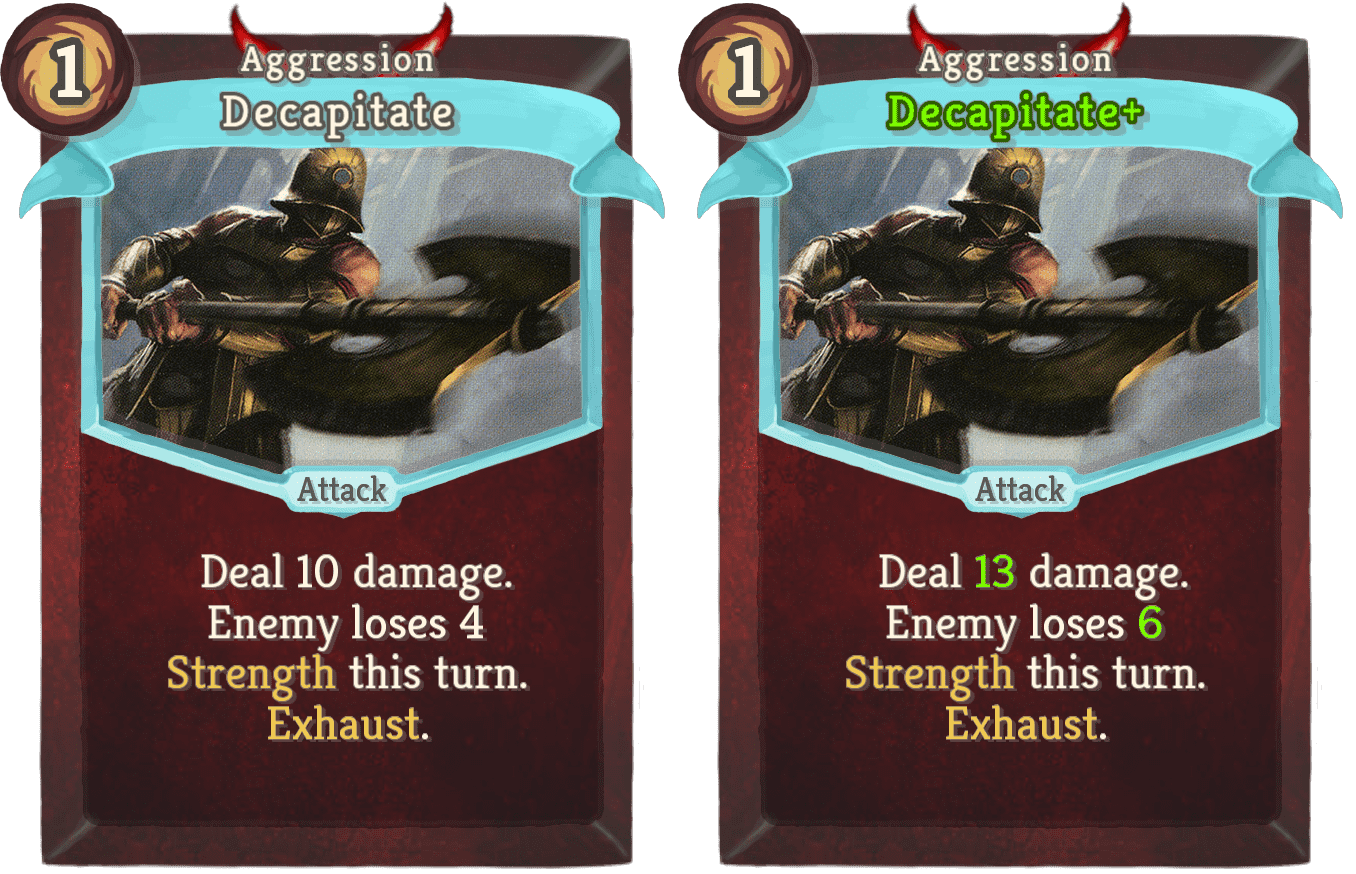 1
Aggression
Decapitate
Attack
Deal 10 damage.
Enemy loses 4
Strength this turn.
Exhaust.
1
Aggression
Decapitate+
Attack
Deal 13 damage.
Enemy loses 6
Strength this turn.
Exhaust.